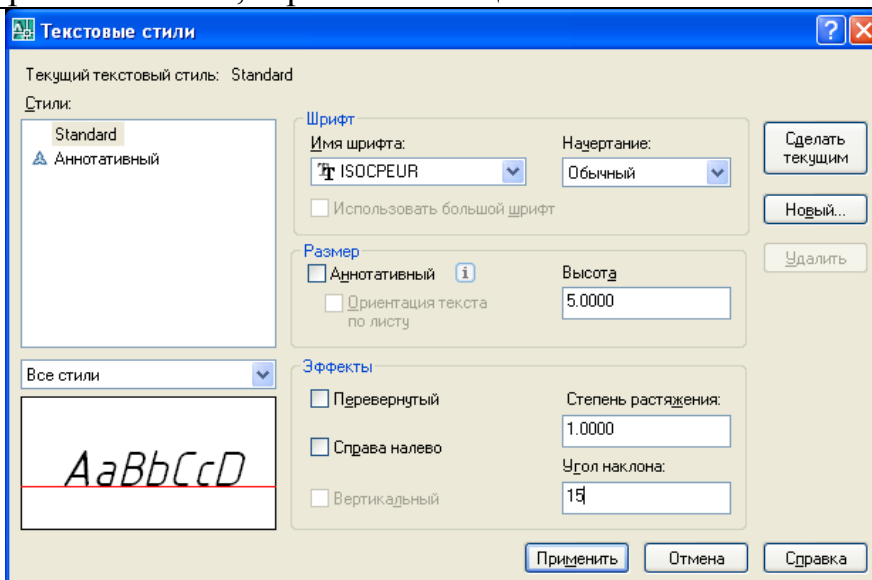 Текстовые стили
Текущий текстовый стиль: Standard
Стили:
Standard
Аннотативный
Все стили
AaBbCcD
Шрифт
Имя шрифта:
ISOCPEUR
Начертание:
Обычный
Использовать большой шрифт
Размер
Аннотативный
Ориентация текста
по листу
Высота
5.0000
Эффекты
Перевернутый
Справа налево
Вертикальный
Степень растяжения:
1.0000
Угол наклона:
15
Сделать
текущим
Новый...
Удалить
Применить
Отмена
Справка